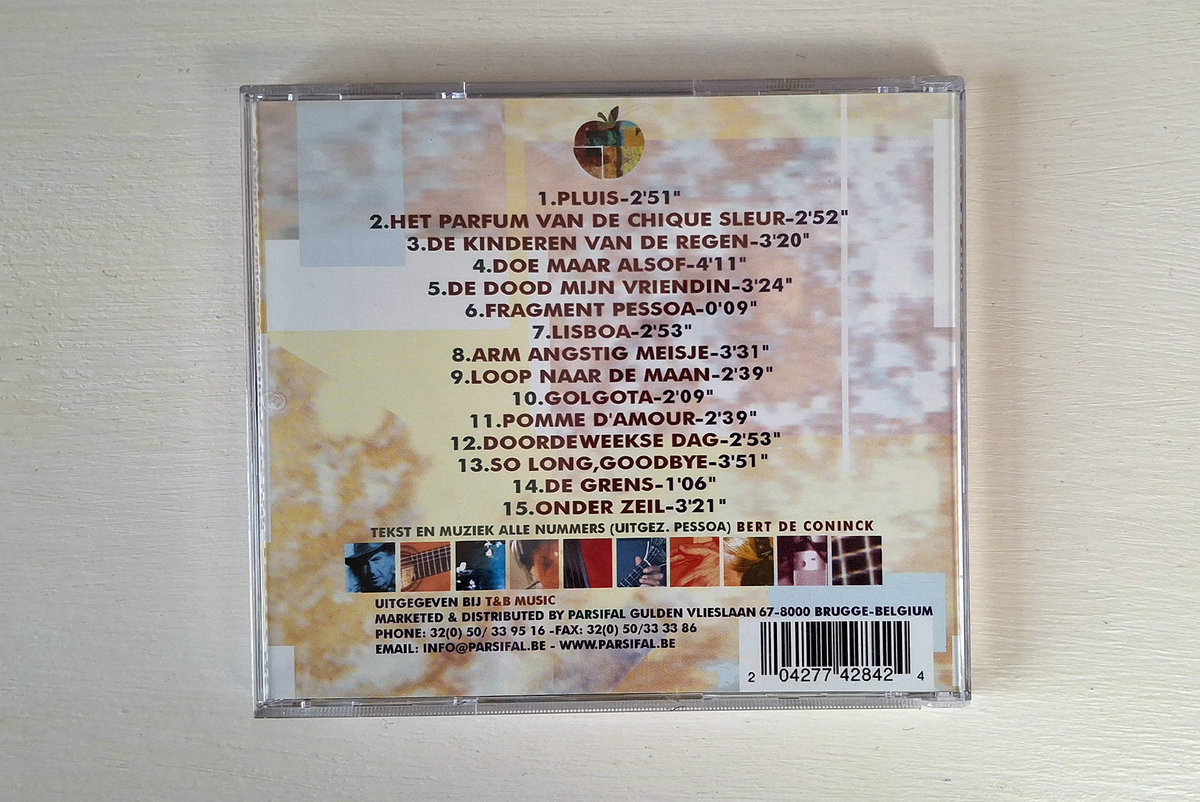 1.PLUIS-2'51"
2.HET PARFUM VAN DE CHIQUE SLEUR-2'52"
3.DE KINDEREN VAN DE REGEN-3'20"
4.DOE MAAR ALSOF-4'11"
5.DE DOOD MIJN VRIENDIN-3'24"
6.FRAGMENT PESSOA-0'09"
7.LISBOA-2'53"
8.ARM ANGSTIG MEISJE-3'31"
9.LOOP NAAR DE MAAN-2'39"
10.GOLGOTA-2'09"
11.POMME D'AMOUR-2'39"
12.DOORDEWEEKSE DAG-2'53"
13.SO LONG,GOODBYE-3'51"
14.DE GRENS-1'06"
15.ONDER ZEIL-3'21"
TEKST EN MUZIEK ALLE NUMMERS (UITGEZ. PESSOA) BERT DE CONINCK
UITGEGEVEN BIJ T&B MUSIC
MARKETED & DISTRIBUTED BY PARSIFAL GULDEN VLIESLAAN 67-8000 BRUGGE-BELGIUM
PHONE: 32(0) 50/ 33 95 16 -FAX: 32(0) 50/33 33 86
EMAIL: INFO@PARSIFAL.BE - WWW.PARSIFAL.BE
2 04277 42842 4